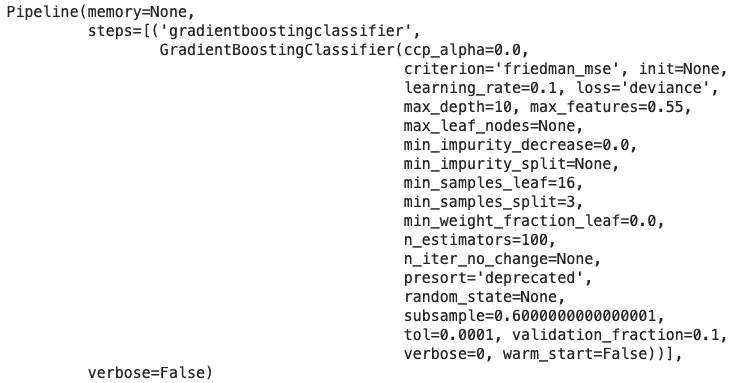 Pipeline(memory=None,
         steps=[('gradientboostingclassifier',
                 GradientBoostingClassifier(ccp_alpha=0.0,
                                            criterion='friedman_mse', init=None,
                                            learning_rate=0.1, loss='deviance',
                                            max_depth=10, max_features=0.55,
                                            max_leaf_nodes=None,
                                            min_impurity_decrease=0.0,
                                            min_impurity_split=None,
                                            min_samples_leaf=16,
                                            min_samples_split=3,
                                            min_weight_fraction_leaf=0.0,
                                            n_estimators=100,
                                            n_iter_no_change=None,
                                            presort='deprecated',
                                            random_state=None,
                                            subsample=0.6000000000000001,
                                            tol=0.0001, validation_fraction=0.1,
                                            verbose=0, warm_start=False))],
         verbose=False)